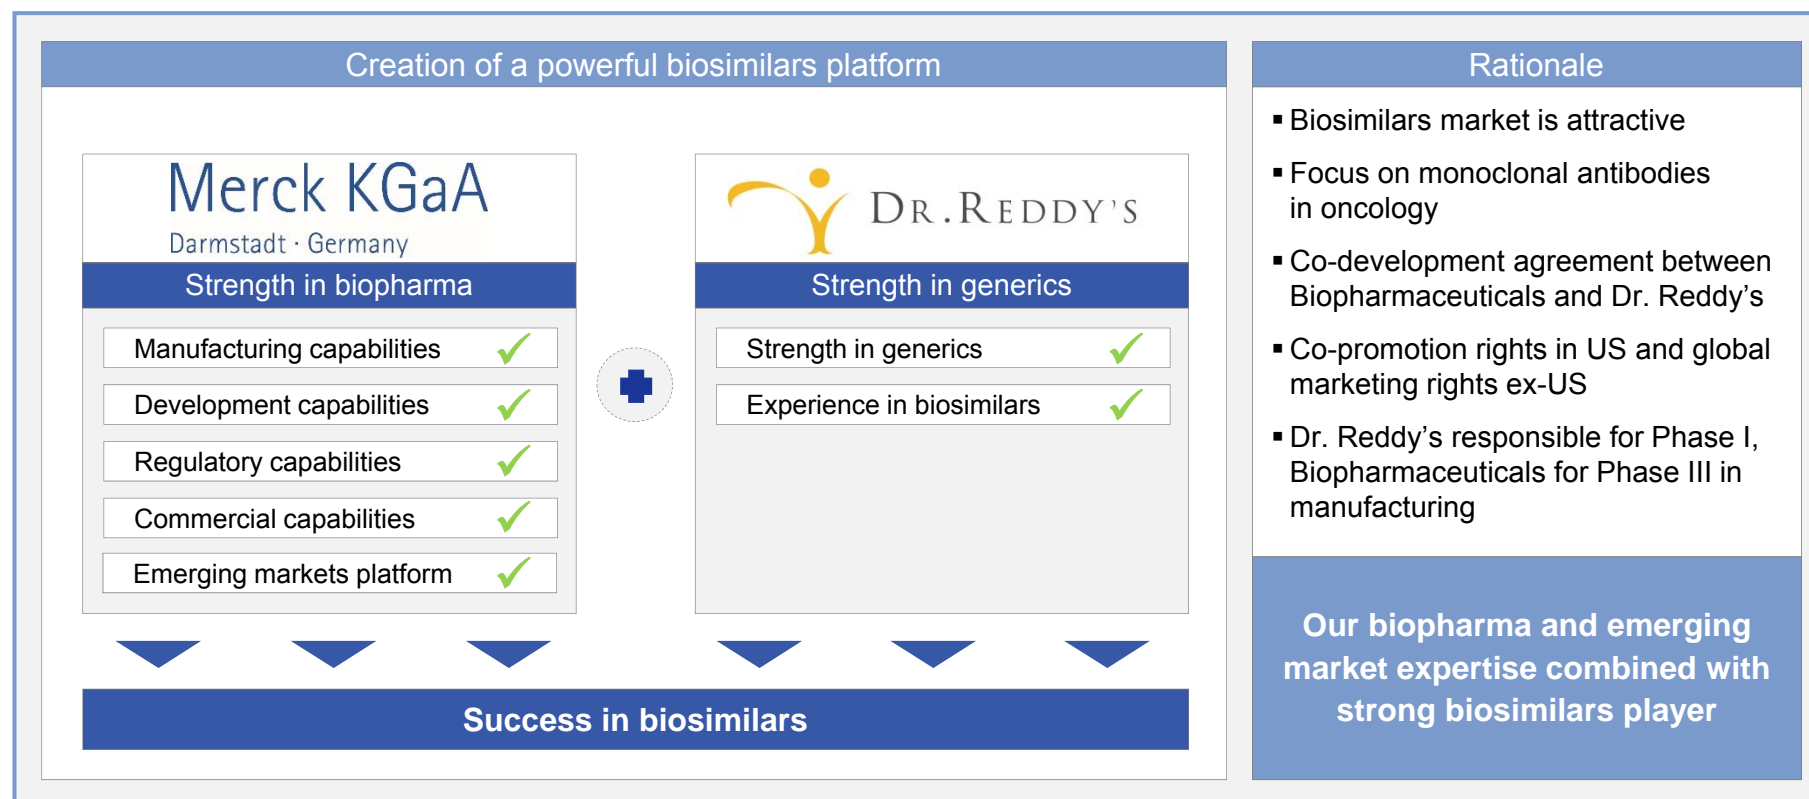 Creation of a powerful biosimilars platform
Merck KGaA
Darmstadt · Germany
Strength in biopharma
Manufacturing capabilities
Development capabilities
Regulatory capabilities
Commercial capabilities
Emerging markets platform
DR.REDDY'S
Strength in generics
Strength in generics
Experience in biosimilars
Success in biosimilars
Rationale
▪ Biosimilars market is attractive
▪ Focus on monoclonal antibodies
in oncology
▪ Co-development agreement between
Biopharmaceuticals and Dr. Reddy’s
▪ Co-promotion rights in US and global
marketing rights ex-US
▪ Dr. Reddy’s responsible for Phase I,
Biopharmaceuticals for Phase III in
manufacturing
Our biopharma and emerging
market expertise combined with
strong biosimilars player